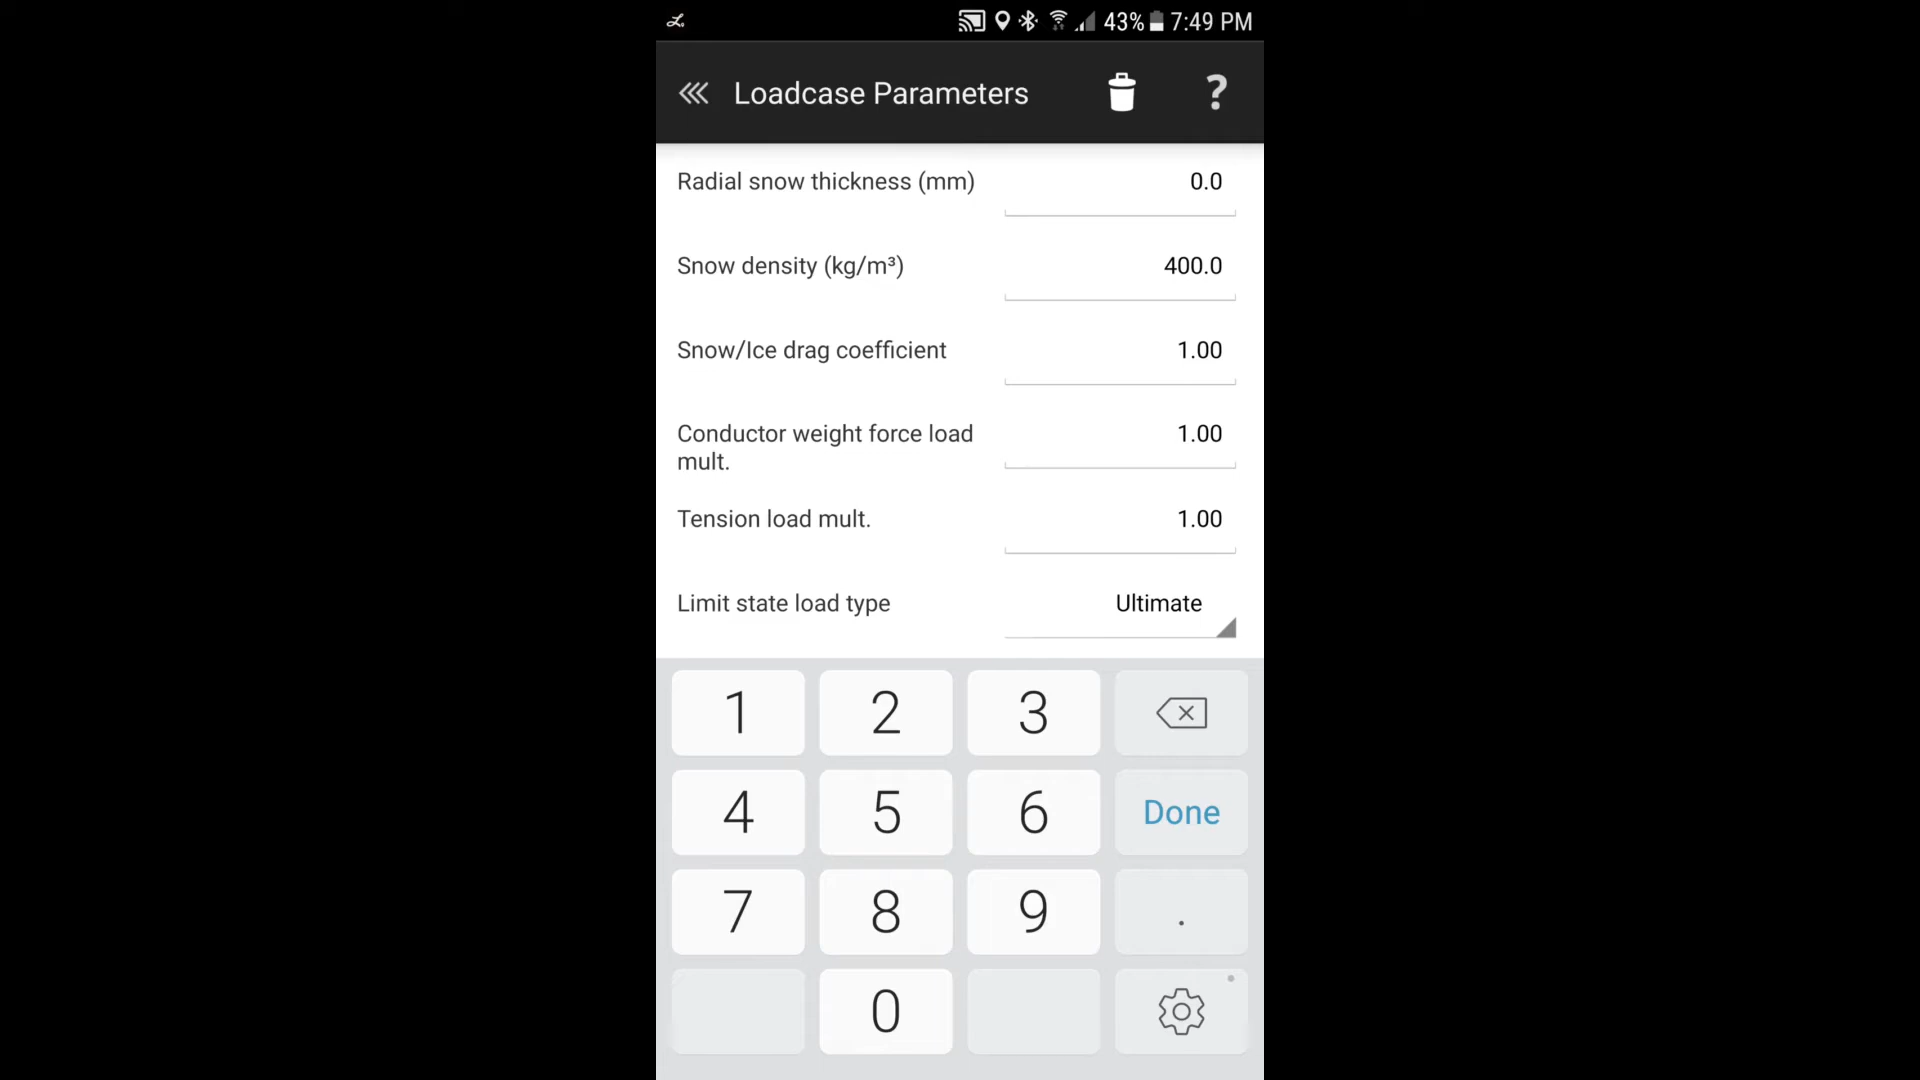 43% 7:49 PM
Loadcase Parameters ?
Radial snow thickness (mm) 0.0
Snow density (kg/m³) 400.0
Snow/Ice drag coefficient 1.00
Conductor weight force load 1.00
mult.
Tension load mult. 1.00
Limit state load type Ultimate
1 2 3
4 5 6 Done
7 8 9 .
0